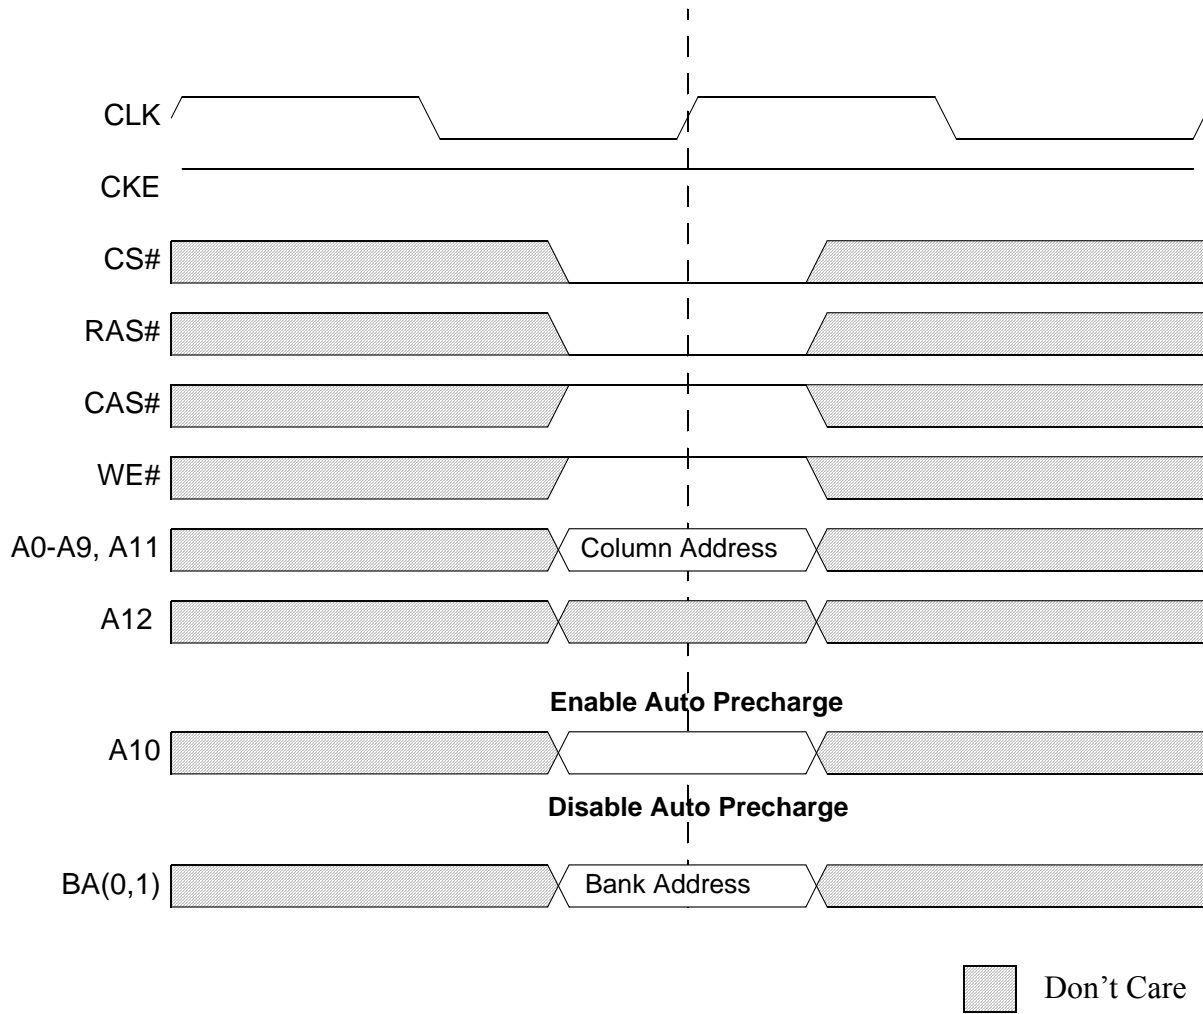 CLK
CKE
CS#
RAS#
CAS#
WE#
A0-A9, A11
Column Address
A12
Enable Auto Precharge
A10
Disable Auto Precharge
BA(0,1)
Bank Address
Don’t Care